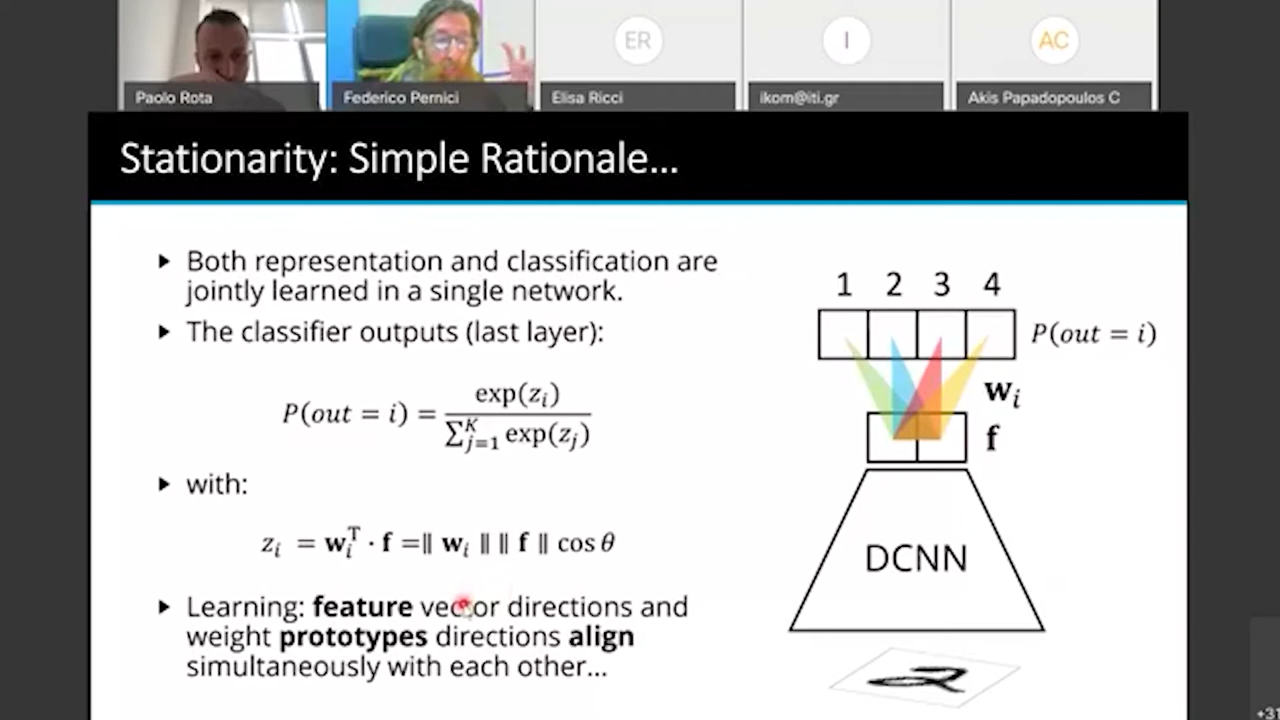 ER
I
AC
Paolo Rota
Federico Pernici
Elisa Ricci
ikom@iti.gr
Akis Papadopoulos C
Stationarity: Simple Rationale...
▶ Both representation and classification are
jointly learned in a single network.
▶ The classifier outputs (last layer):
P(out = i) = exp(z_i) / Σ_{j=1}^{K} exp(z_j)
▶ with:
z_i = w_i^T · f =‖ w_i ‖ ‖ f ‖ cos θ
▶ Learning: feature vector directions and
weight prototypes directions align
simultaneously with each other...
1 2 3 4
P(out = i)
w_i
f
DCNN
2